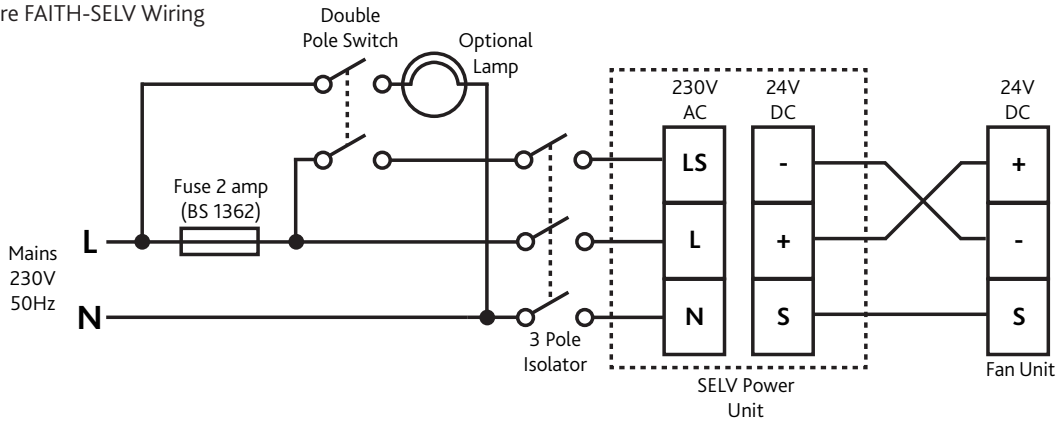 re FAITH-SELV Wiring
Double
Pole Switch
Optional
Lamp
230V
AC
24V
DC
24V
DC
LS
-
+
Fuse 2 amp
(BS 1362)
L
L
+
-
Mains
230V
50Hz
N
N
S
S
3 Pole
Isolator
SELV Power
Unit
Fan Unit